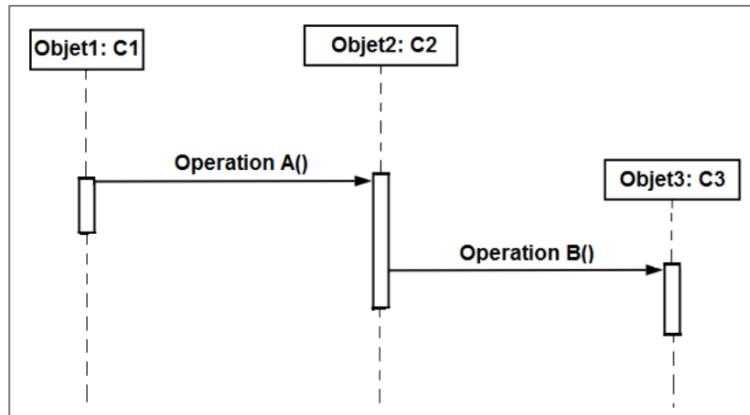 Objet1: C1
Objet2: C2
Operation A()
Objet3: C3
Operation B()